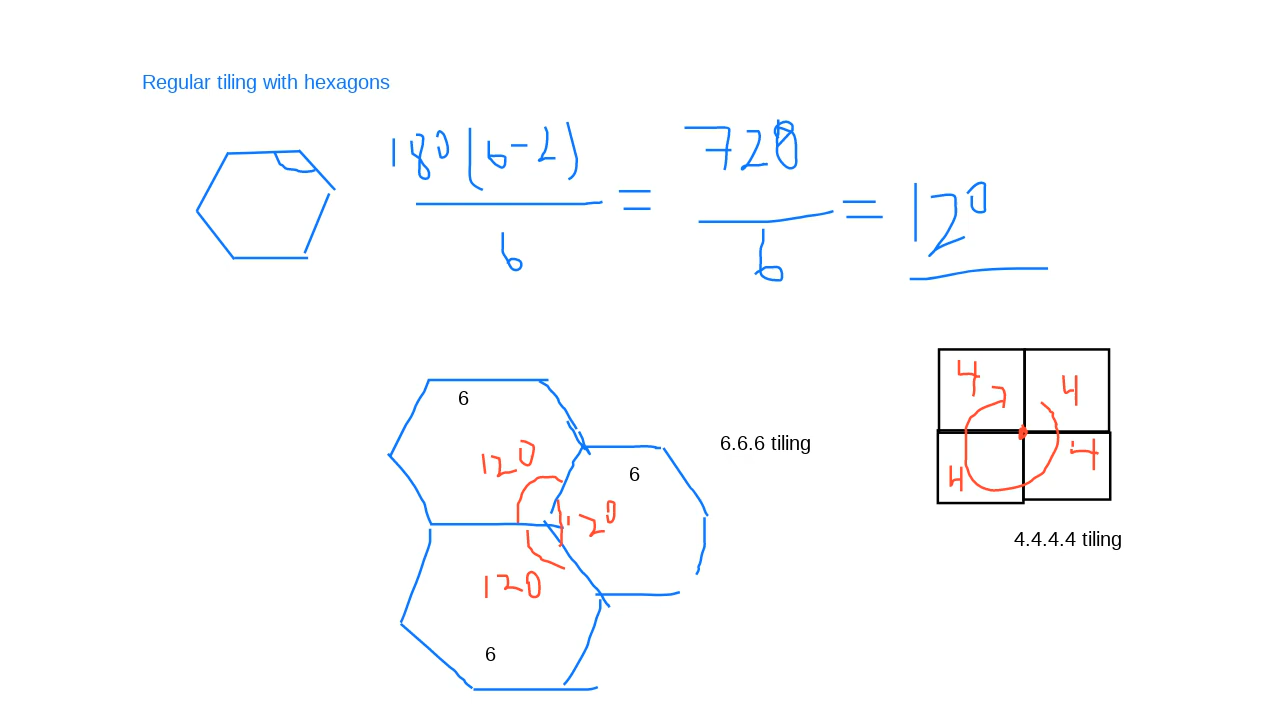 Regular tiling with hexagons
180(6-2)/6 = 720/6 = 120
6
120
6
120
120
6
6.6.6 tiling
4
4
4
4
4.4.4.4 tiling